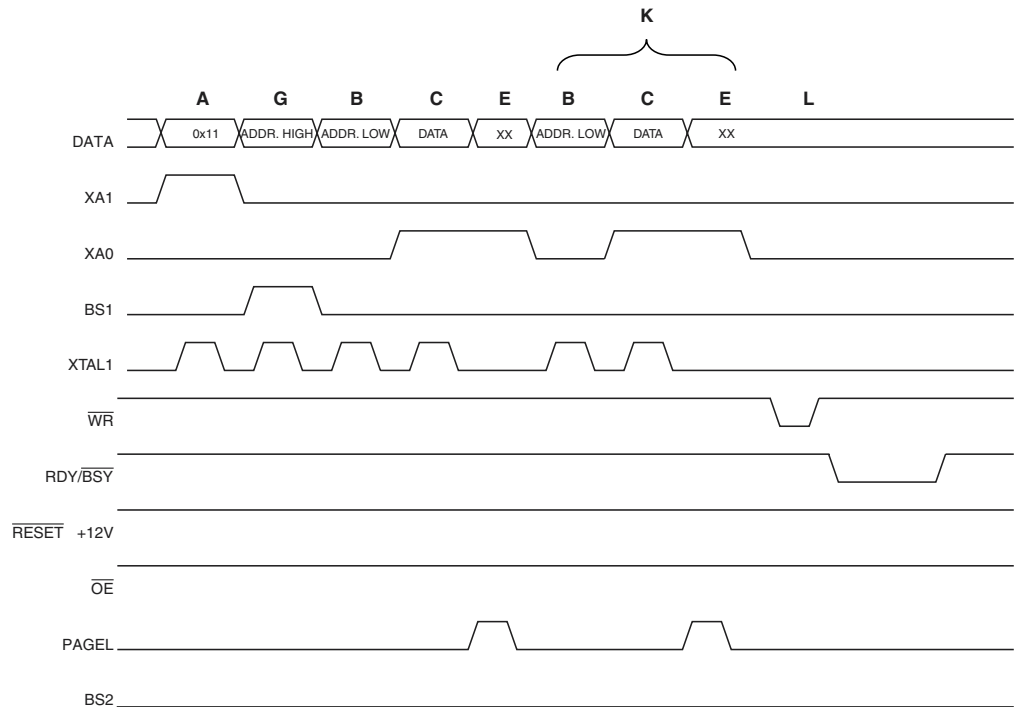 K
A G B C E B C E L
DATA 0x11 ADDR. HIGH ADDR. LOW DATA XX ADDR. LOW DATA XX
XA1
XA0
BS1
XTAL1
WR
RDY/BSY
RESET +12V
OE
PAGEL
BS2